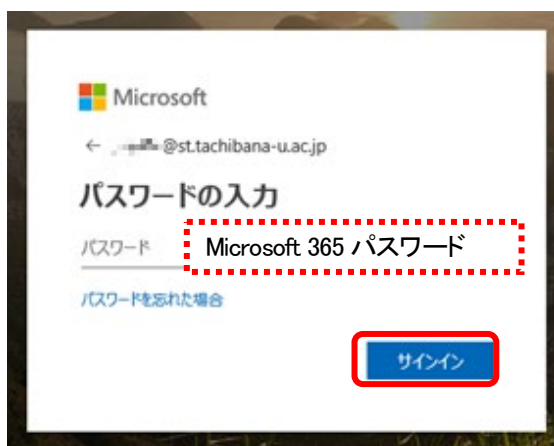 Microsoft
← @st.tachibana-u.ac.jp
パスワードの入力
パスワード
Microsoft 365 パスワード
パスワードを忘れた場合
サインイン